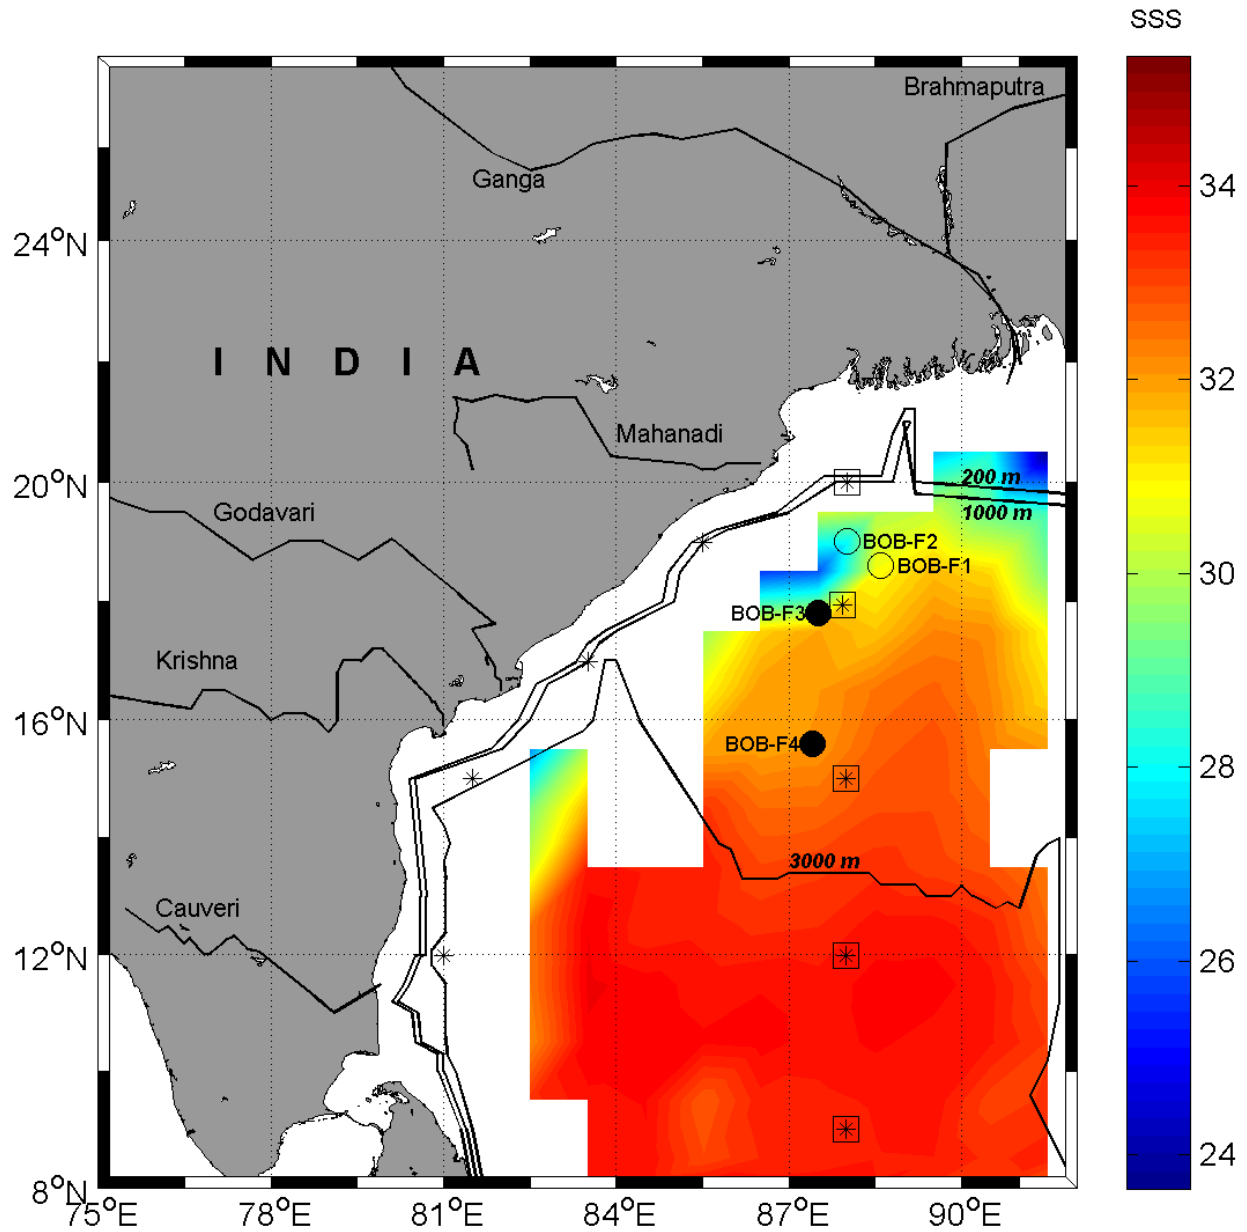 SSS
Brahmaputra
Ganga
34
24°N
INDIA
32
Mahanadi
200 m
20°N
1000 m
Godavari
BOB-F2
BOB-F1
30
BOB-F3
Krishna
16°N
BOB-F4
28
3000 m
Cauveri
12°N
26
24
8°N
75°E
78°E
81°E
84°E
87°E
90°E